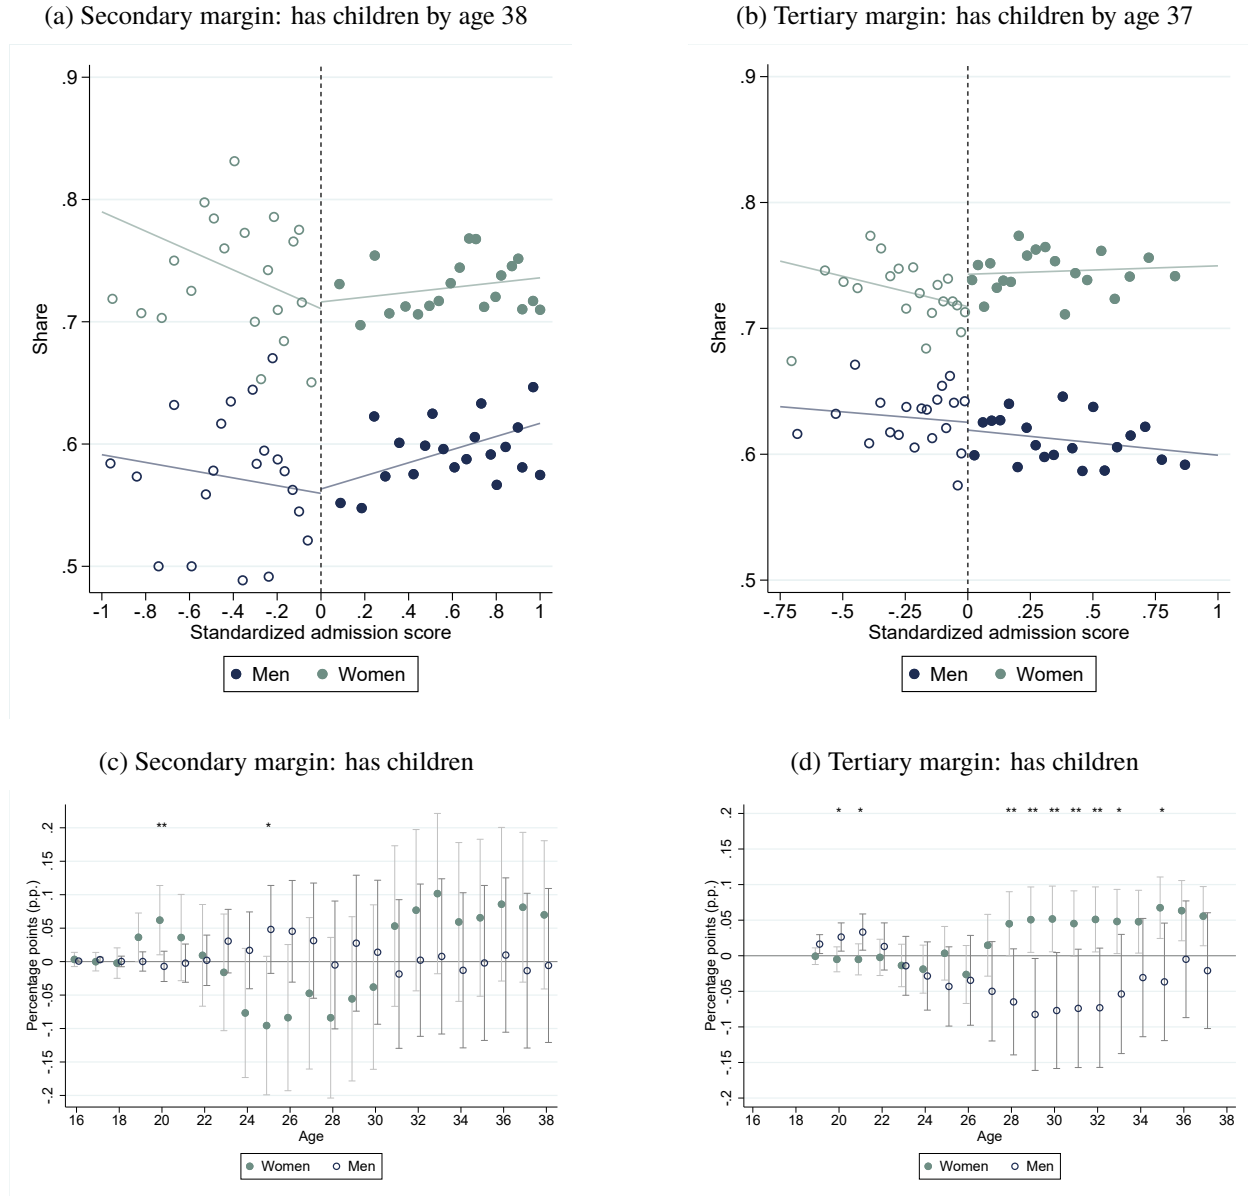 (a) Secondary margin: has children by age 38
.9
.8
.7
.6
.5
Share
-1 -.8 -.6 -.4 -.2 0 .2 .4 .6 .8 1
Standardized admission score
Men Women
(b) Tertiary margin: has children by age 37
.9
.8
.7
.6
.5
Share
-.75 -.5 -.25 0 .25 .5 .75 1
Standardized admission score
Men Women
(c) Secondary margin: has children
** *
.2
.15
.1
.05
0
-.05
-.1
-.15
-.2
Percentage points (p.p.)
16 18 20 22 24 26 28 30 32 34 36 38
Age
Women Men
(d) Tertiary margin: has children
* * ** ** ** ** ** * *
.2
.15
.1
.05
0
-.05
-.1
-.15
-.2
Percentage points (p.p.)
16 18 20 22 24 26 28 30 32 34 36 38
Age
Women Men